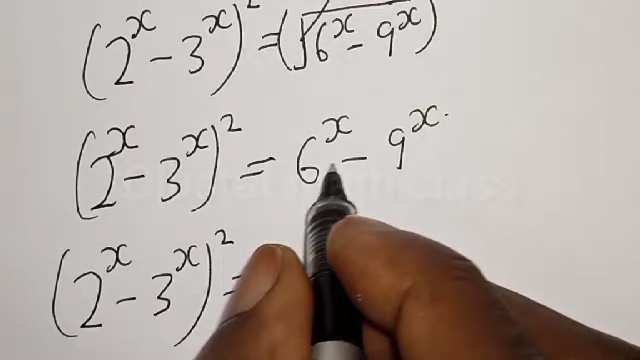 (2^x - 3^x)^2 = (√(6^x - 9^x))
(2^x - 3^x)^2 = 6^x - 9^x.
(2^x - 3^x)^2 =